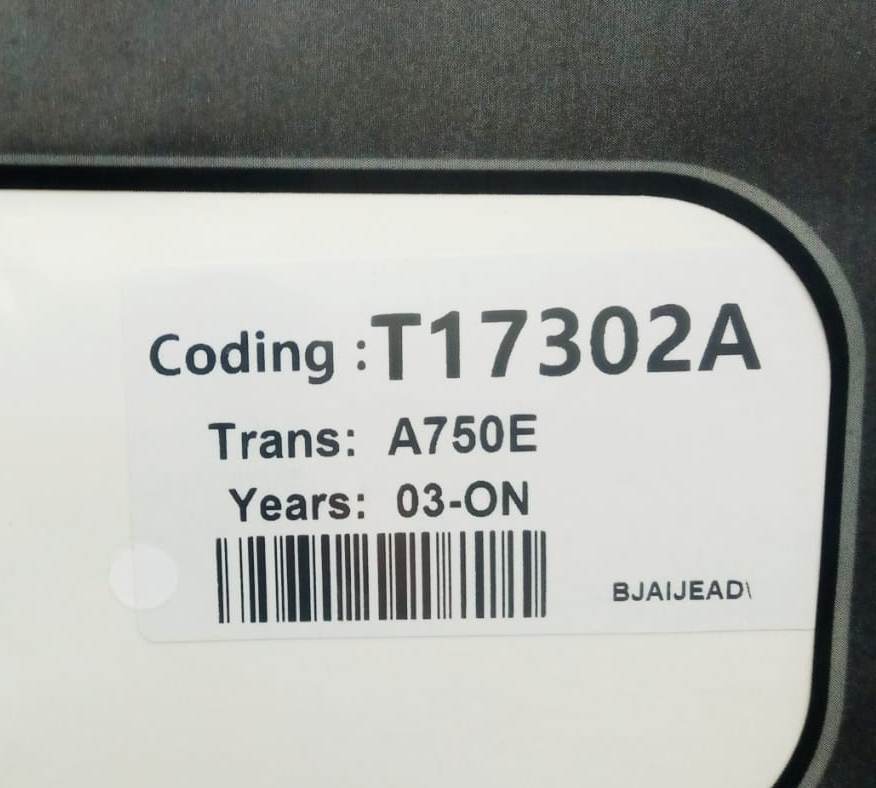 Coding :T17302A
Trans: A750E
Years: 03-ON
BJAIJEAD\